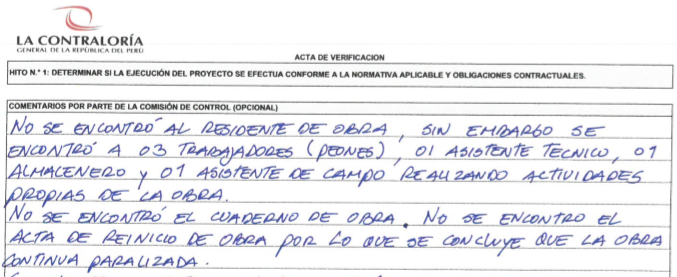 LA CONTRALORÍA
GENERAL DE LA REPÚBLICA DEL PERÚ
ACTA DE VERIFICACION
HITO N.° 1: DETERMINAR SI LA EJECUCIÓN DEL PROYECTO SE EFECTUA CONFORME A LA NORMATIVA APLICABLE Y OBLIGACIONES CONTRACTUALES.
COMENTARIOS POR PARTE DE LA COMISIÓN DE CONTROL (OPCIONAL)
NO SE ENCONTRÓ AL RESIDENTE DE OBRA, SIN EMBARGO SE
ENCONTRÓ A 03 TRABAJADORES (PEONES), 01 ASISTENTE TECNICO, 01
ALMACENERO Y 01 ASISTENTE DE CAMPO REALIZANDO ACTIVIDADES
PROPIAS DE LA OBRA.
NO SE ENCONTRÓ EL CUADERNO DE OBRA. NO SE ENCONTRO EL
ACTA DE REINICIO DE OBRA POR LO QUE SE CONCLUYE QUE LA OBRA
CONTINUA PARALIZADA.